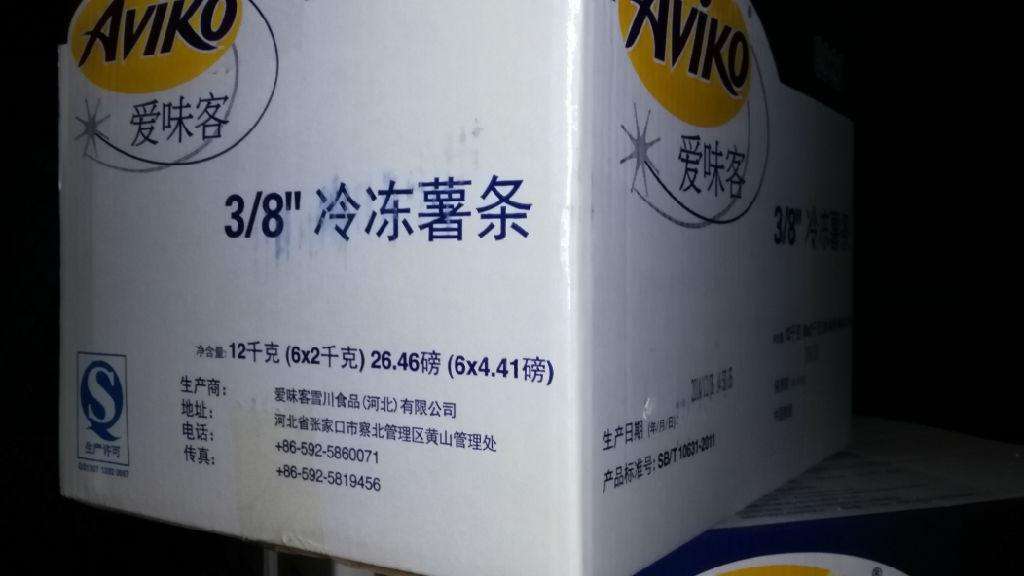 AVIKO
爱味客
3/8" 冷冻薯条
净含量: 12千克 (6x2千克) 26.46磅 (6x4.41磅)
生产许可
生产商: 爱味客雪川食品(河北)有限公司
地址: 河北省张家口市察北管理区黄山管理处
电话: +86-592-5860071
传真: +86-592-5819456
AVIKO
爱味客
3/8" 冷冻薯条
生产日期 (年/月/日):
产品标准号: SB/T10631-2011